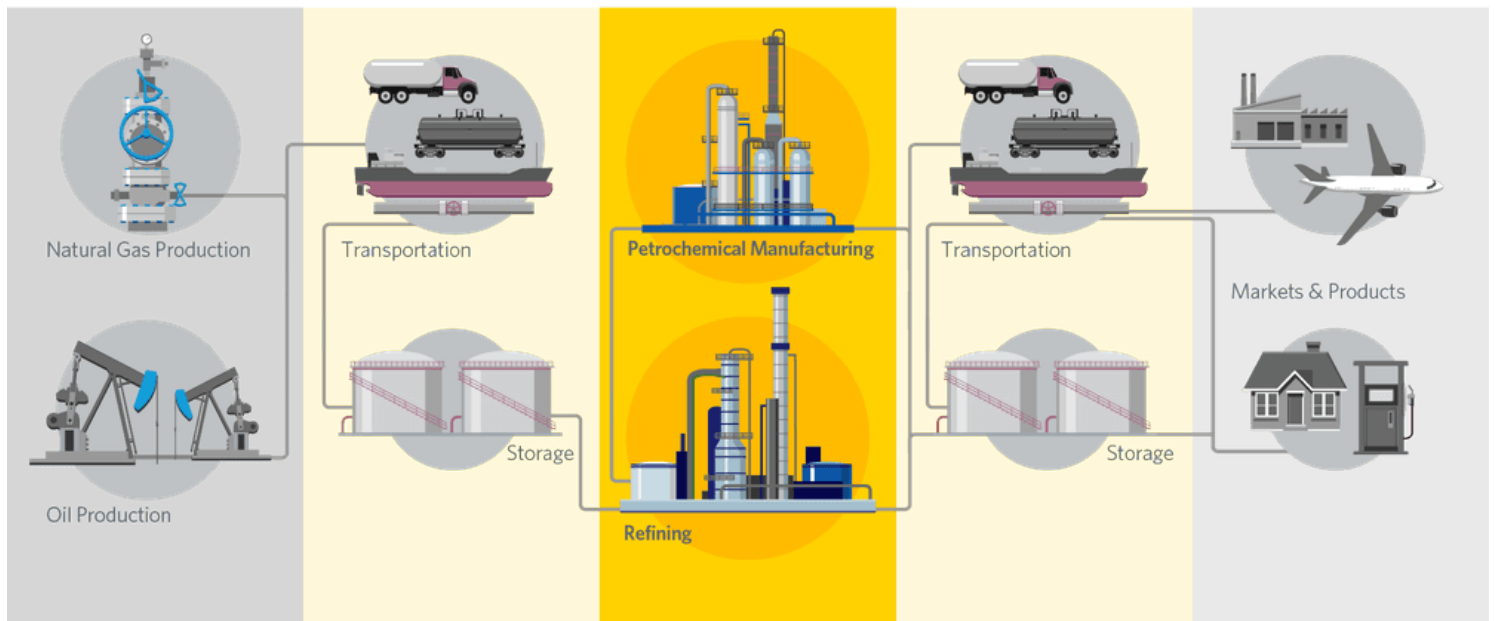 Natural Gas Production
Transportation
Petrochemical Manufacturing
Transportation
Markets & Products
Storage
Storage
Oil Production
Refining